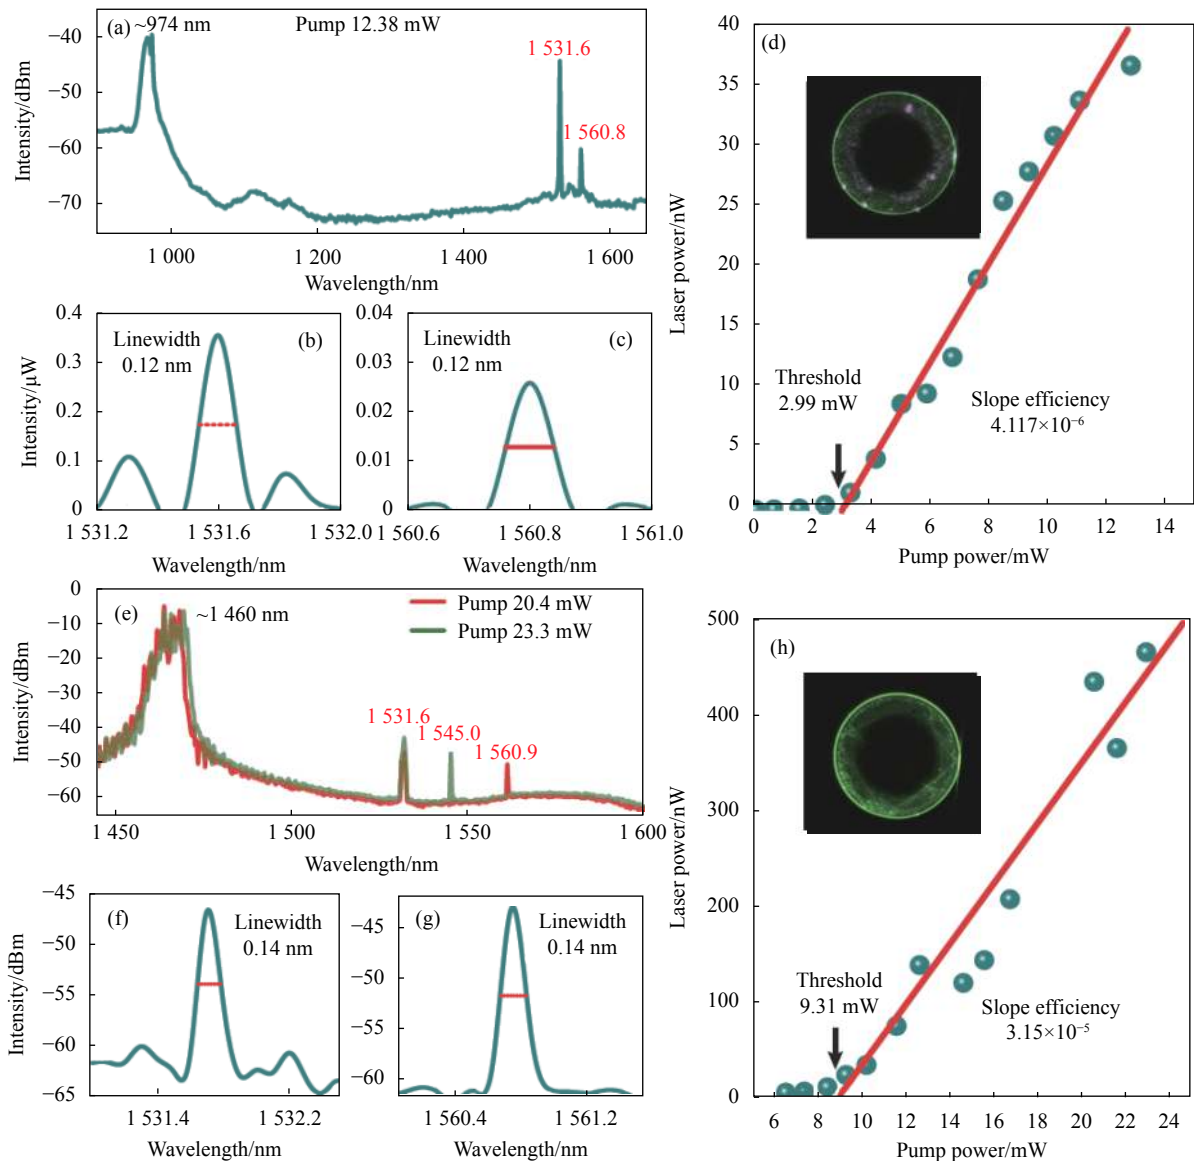 (a)
~974 nm
Pump 12.38 mW
−40
−50
−60
−70
Intensity/dBm
1 531.6
1 560.8
1 000
1 200
1 400
1 600
Wavelength/nm
(b)
Linewidth
0.12 nm
0.4
0.3
0.2
0.1
0
Intensity/μW
1 531.2
1 531.6
1 532.0
Wavelength/nm
(c)
Linewidth
0.12 nm
0.04
0.03
0.02
0.01
0
1 560.6
1 560.8
1 561.0
Wavelength/nm
(d)
40
35
30
25
20
15
10
5
0
Laser power/nW
Threshold
2.99 mW
Slope efficiency
4.117×10⁻⁶
0
2
4
6
8
10
12
14
Pump power/mW
(e)
~1 460 nm
Pump 20.4 mW
Pump 23.3 mW
0
−10
−20
−30
−40
−50
−60
Intensity/dBm
1 531.6
1 545.0
1 560.9
1 450
1 500
1 550
1 600
Wavelength/nm
(f)
Linewidth
0.14 nm
−45
−50
−55
−60
−65
Intensity/dBm
1 531.4
1 532.2
Wavelength/nm
(g)
Linewidth
0.14 nm
−45
−50
−55
−60
1 560.4
1 561.2
Wavelength/nm
(h)
500
400
300
200
100
0
Laser power/nW
Threshold
9.31 mW
Slope efficiency
3.15×10⁻⁵
6
8
10
12
14
16
18
20
22
24
Pump power/mW